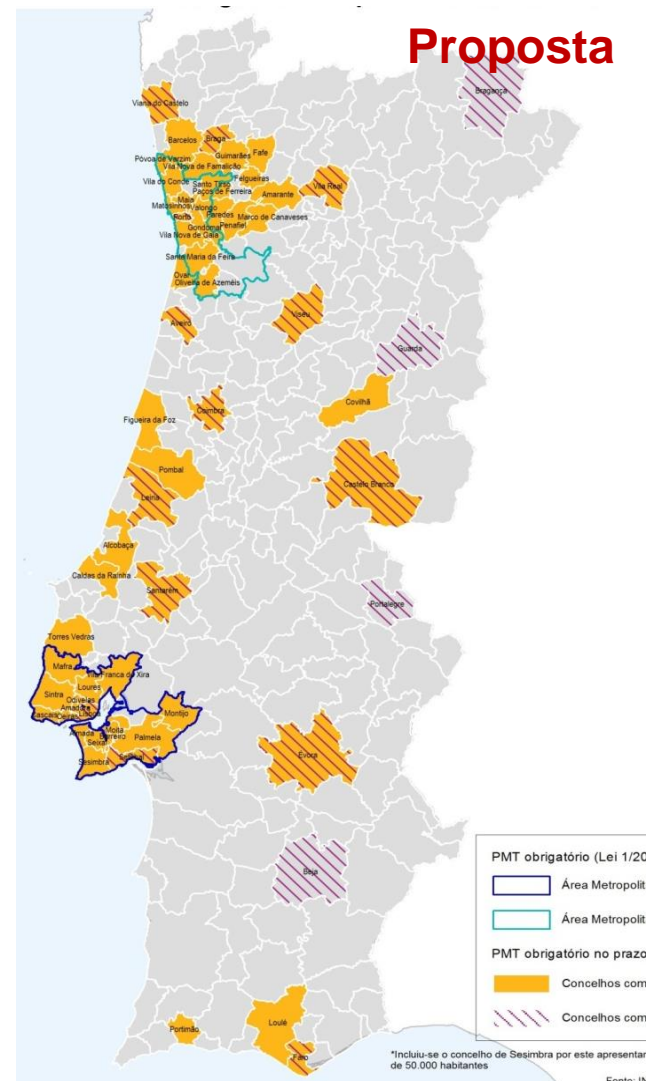 Proposta
Bragança
Viana do Castelo
Barcelos
Braga
Guimarães
Fafe
Póvoa de Varzim
Vila Nova de Famalicão
Vila do Conde
Santo Tirso
Felgueiras
Vila Real
Paços de Ferreira
Amarante
Maia
Matosinhos
Valongo
Porto
Paredes
Marco de Canaveses
Gondomar
Penafiel
Vila Nova de Gaia
Santa Maria da Feira
Ovar
Oliveira de Azeméis
Aveiro
Viseu
Guarda
Coimbra
Covilhã
Figueira da Foz
Pombal
Castelo Branco
Leiria
Alcobaça
Caldas da Rainha
Santarém
Portalegre
Torres Vedras
Mafra
Vila Franca de Xira
Sintra
Loures
Odivelas
Amadora
Lisboa
Cascais
Oeiras
Montijo
Almada
Moita
Barreiro
Seixal
Palmela
Sesimbra
Setúbal
Évora
Beja
PMT obrigatório (Lei 1/20
Área Metropolit
Área Metropolit
PMT obrigatório no prazo
Concelhos com
Concelhos com
Portimão
Loulé
Faro
*Incluiu-se o concelho de Sesimbra por este apresentar
de 50.000 habitantes
Fonte: IN